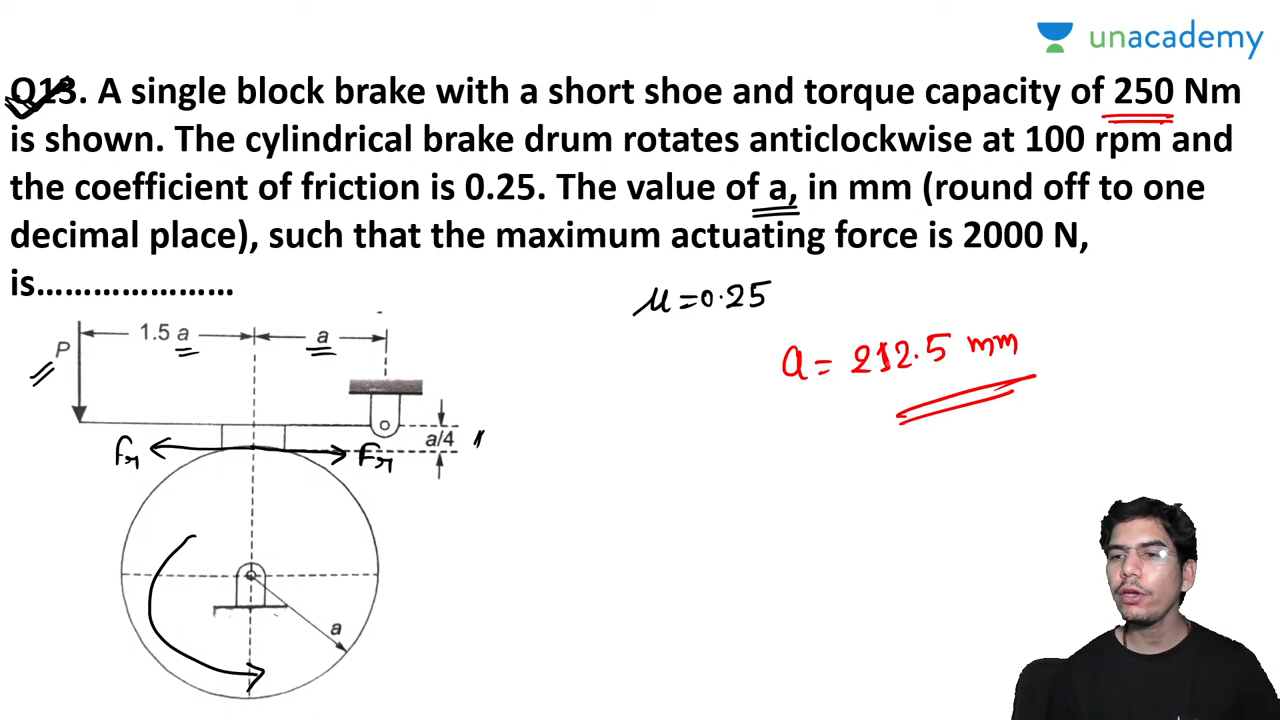 unacademy
Q13. A single block brake with a short shoe and torque capacity of 250 Nm
is shown. The cylindrical brake drum rotates anticlockwise at 100 rpm and
the coefficient of friction is 0.25. The value of a, in mm (round off to one
decimal place), such that the maximum actuating force is 2000 N,
is.....................
μ = 0.25
1.5 a
a
P
a = 212.5 mm
a/4
Fr
Fr
a